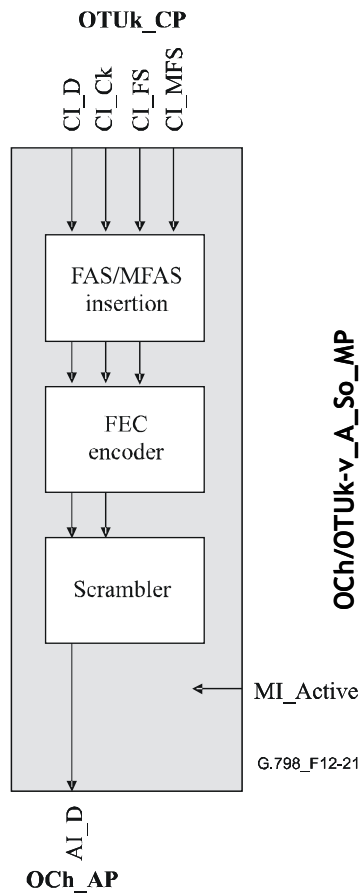 OTUk_CP
CI_D
CI_Ck
CI_FS
CI_MFS
FAS/MFAS
insertion
FEC
encoder
Scrambler
OCh/OTUk-v_A_So_MP
MI_Active
G.798_F12-21
AI_D
OCh_AP